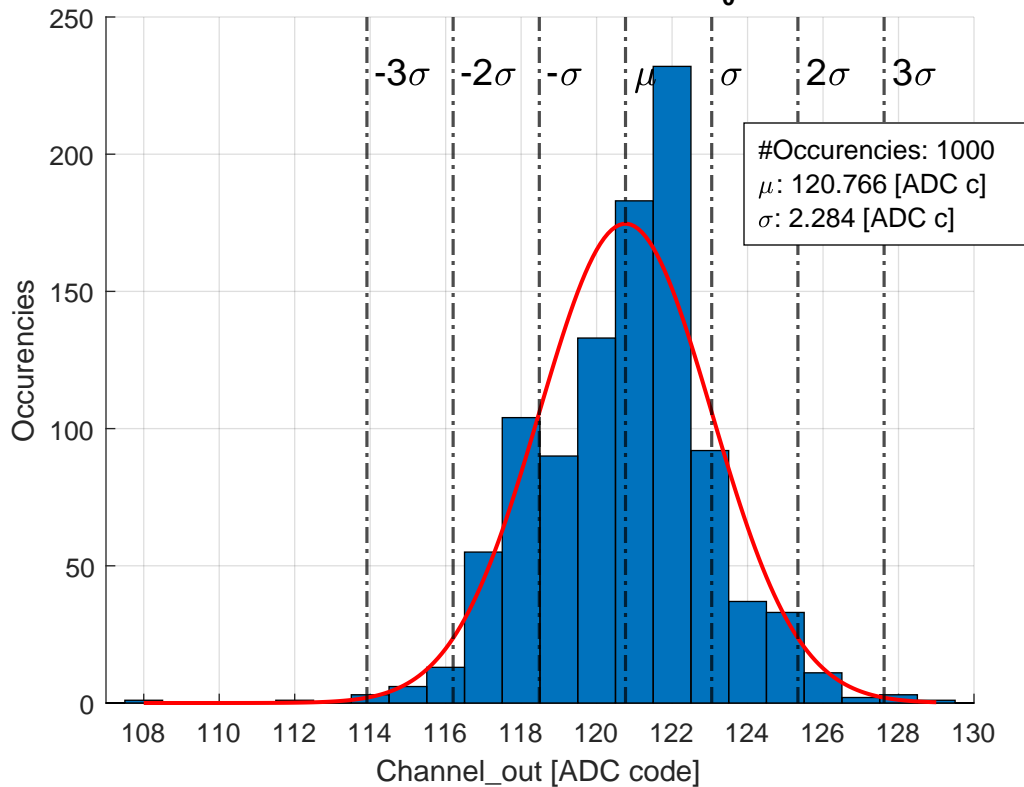 250
-3σ -2σ -σ μ σ 2σ 3σ
#Occurencies: 1000
μ: 120.766 [ADC c]
σ: 2.284 [ADC c]
200
150
100
50
0
Occurencies
108 110 112 114 116 118 120 122 124 126 128 130
Channel_out [ADC code]